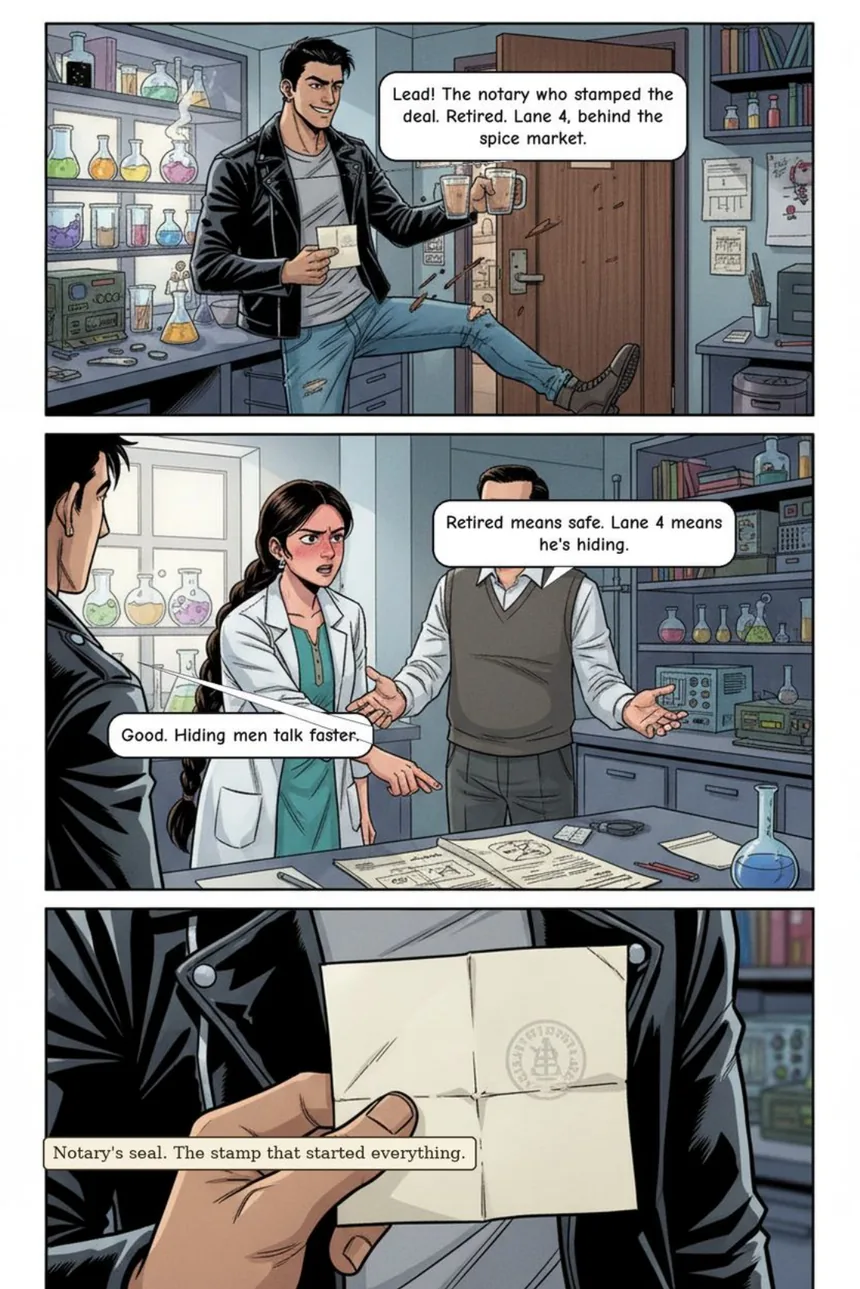 Lead! The notary who stamped the
deal. Retired. Lane 4, behind the
spice market.
Retired means safe. Lane 4 means
he's hiding.
Good. Hiding men talk faster.
Notary's seal. The stamp that started everything.